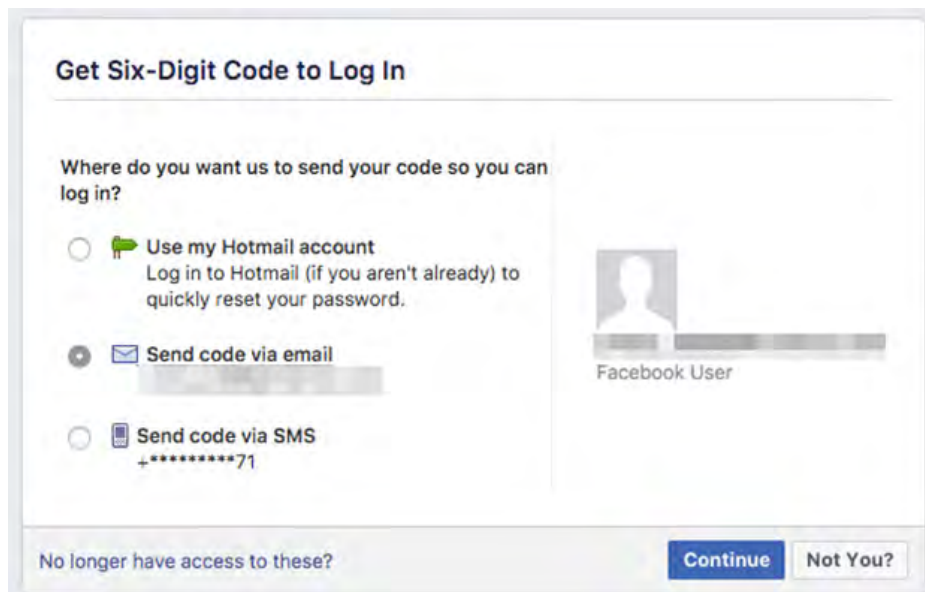 Get Six-Digit Code to Log In
Where do you want us to send your code so you can
log in?
Use my Hotmail account
Log in to Hotmail (if you aren't already) to
quickly reset your password.
Send code via email
Send code via SMS
+*********71
Facebook User
No longer have access to these?
Continue
Not You?